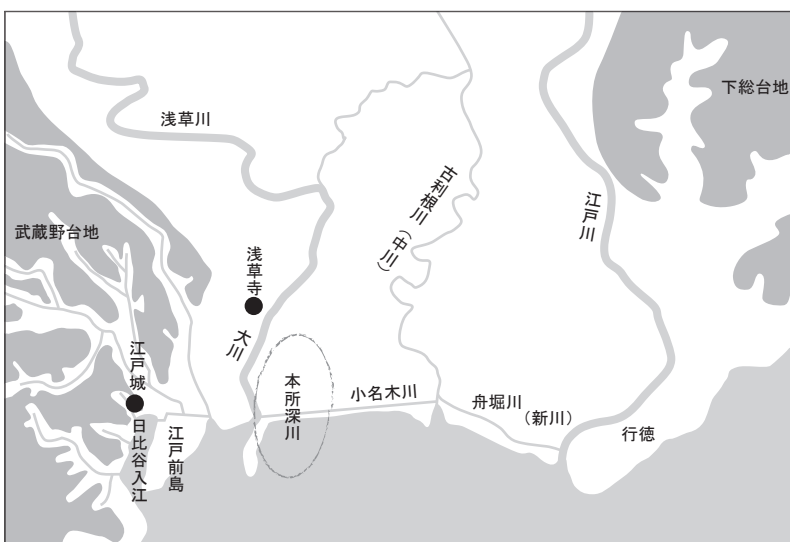 下総台地
浅草川
古利根川（中川）
江戸川
武蔵野台地
浅草寺
大川
江戸城
本所深川
小名木川
舟堀川
（新川）
行徳
日比谷入江
江戸前島